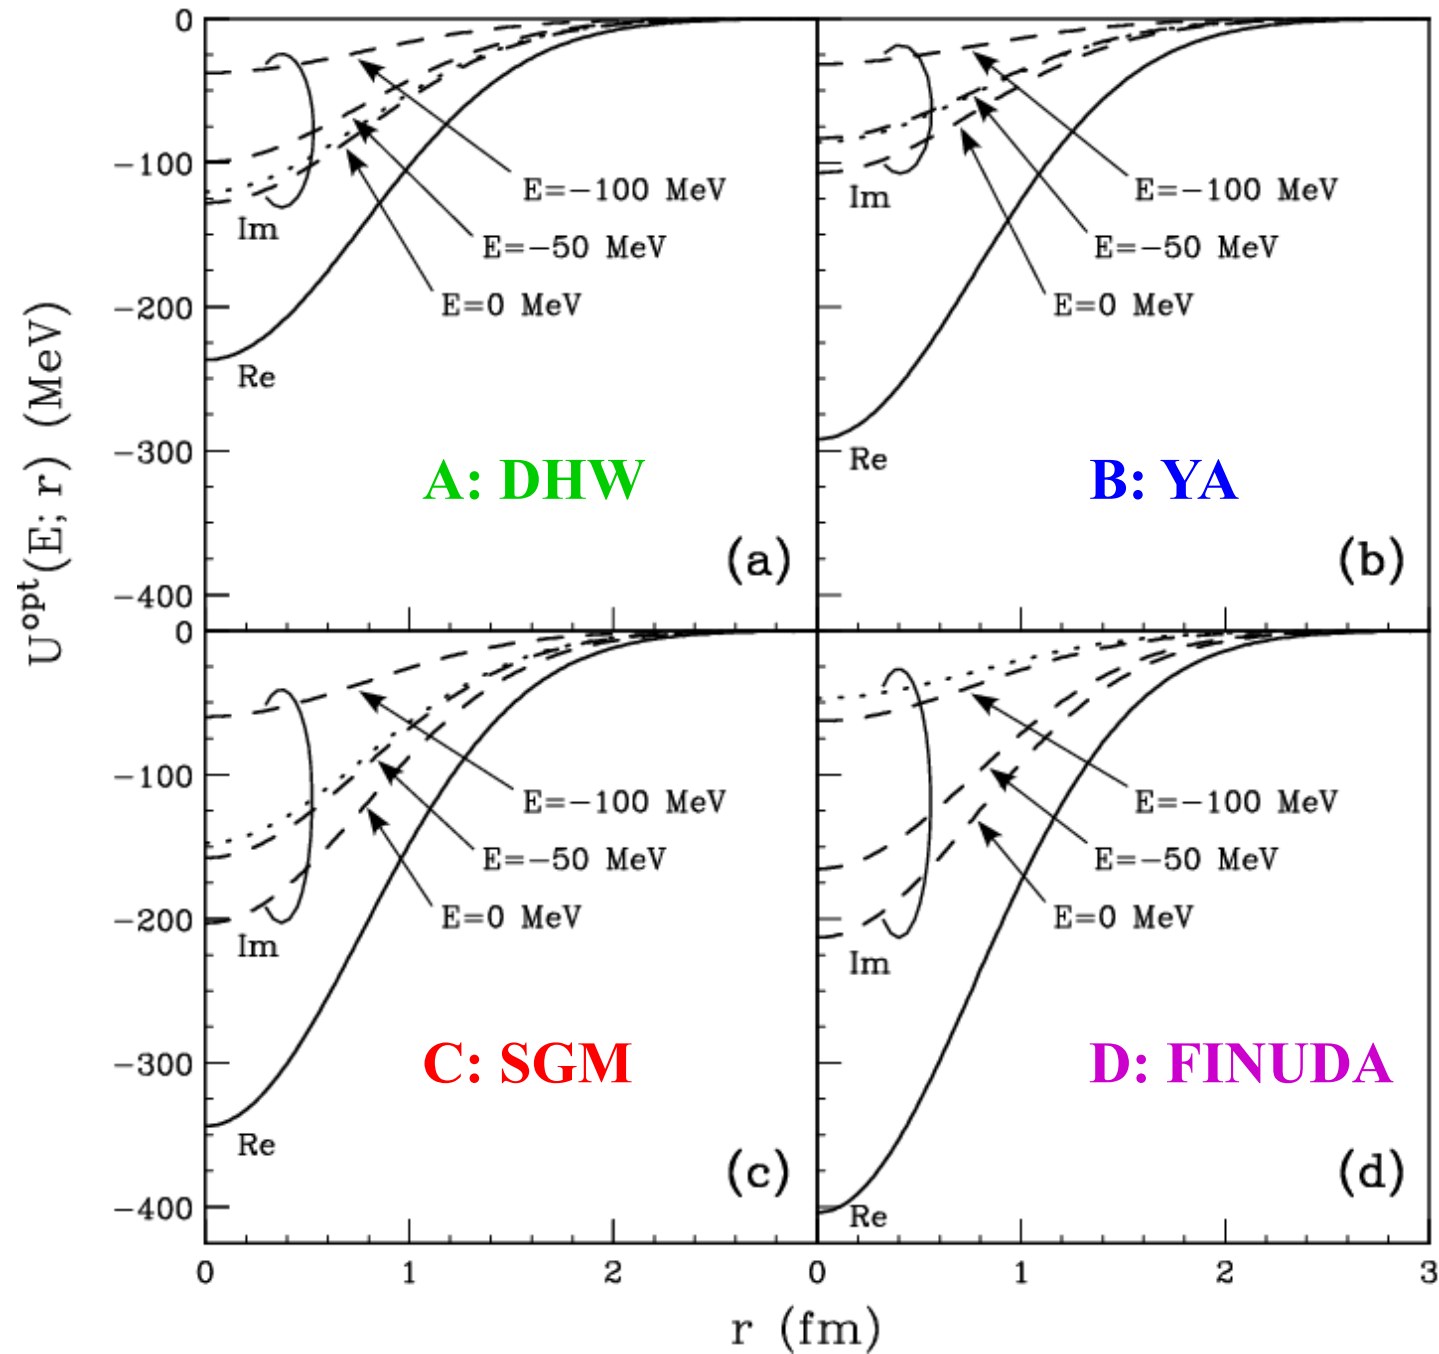 U^opt(E; r) (MeV)
0
−100
−200
−300
−400
Im
Re
E=−100 MeV
E=−50 MeV
E=0 MeV
A: DHW
(a)
Im
Re
E=−100 MeV
E=−50 MeV
E=0 MeV
B: YA
(b)
0
−100
−200
−300
−400
Im
Re
E=−100 MeV
E=−50 MeV
E=0 MeV
C: SGM
(c)
Im
Re
E=−100 MeV
E=−50 MeV
E=0 MeV
D: FINUDA
(d)
0 1 2 0 1 2 3
r (fm)